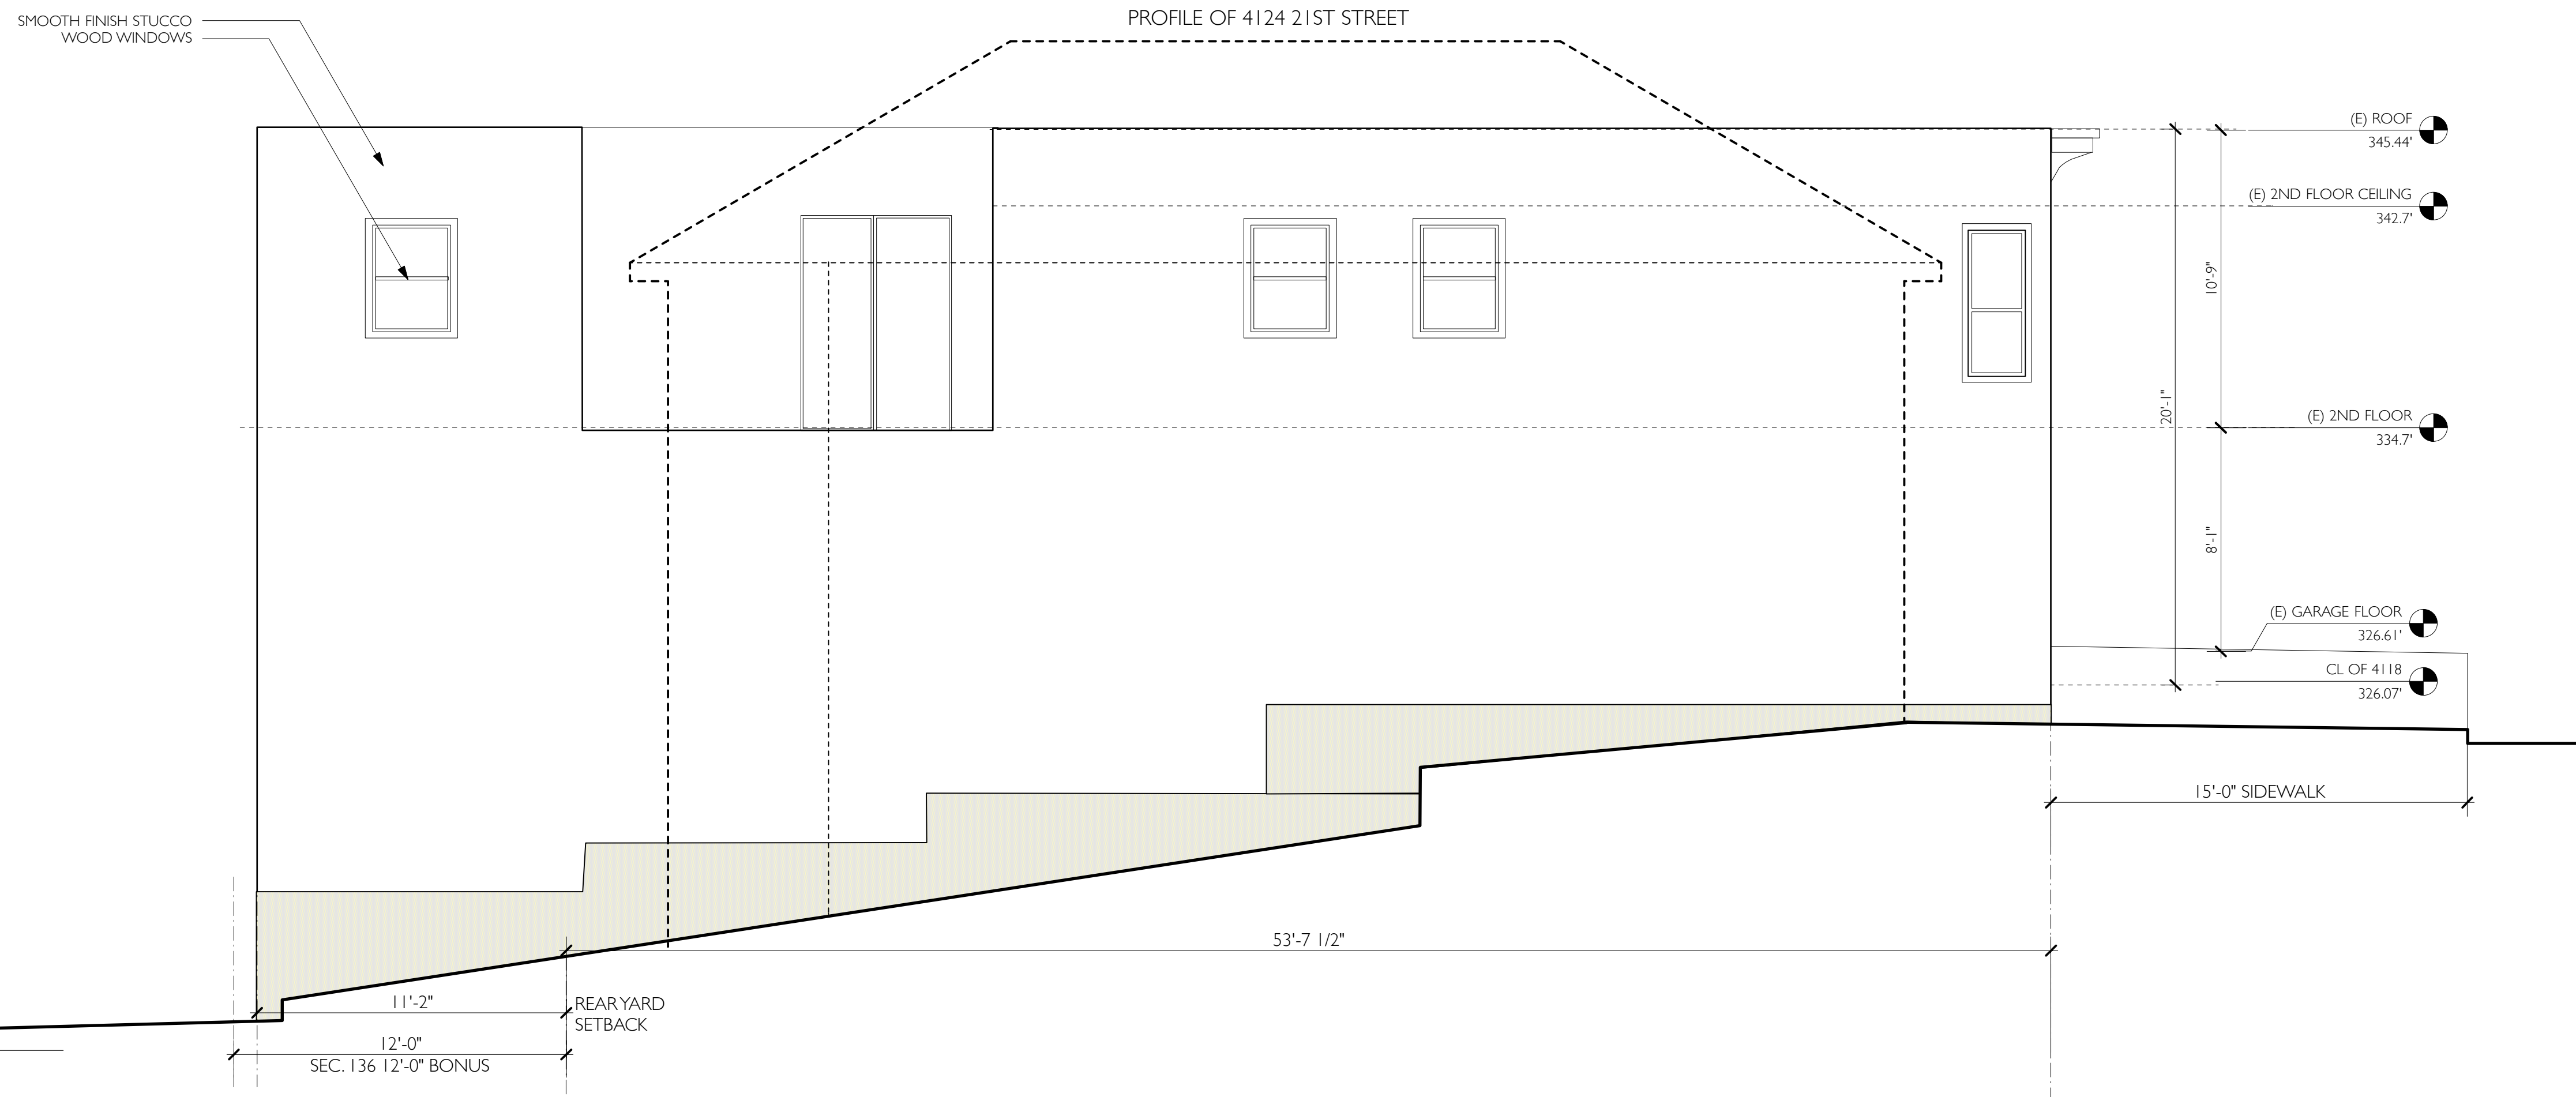 PROFILE OF 4124 21ST STREET
SMOOTH FINISH STUCCO
WOOD WINDOWS
(E) ROOF
345.44'
(E) 2ND FLOOR CEILING
342.7'
10'-9"
20'-1"
(E) 2ND FLOOR
334.7'
8'-1"
(E) GARAGE FLOOR
326.61'
CL OF 4118
326.07'
15'-0" SIDEWALK
53'-7 1/2"
11'-2"
REAR YARD
SETBACK
12'-0"
SEC. 136 12'-0" BONUS